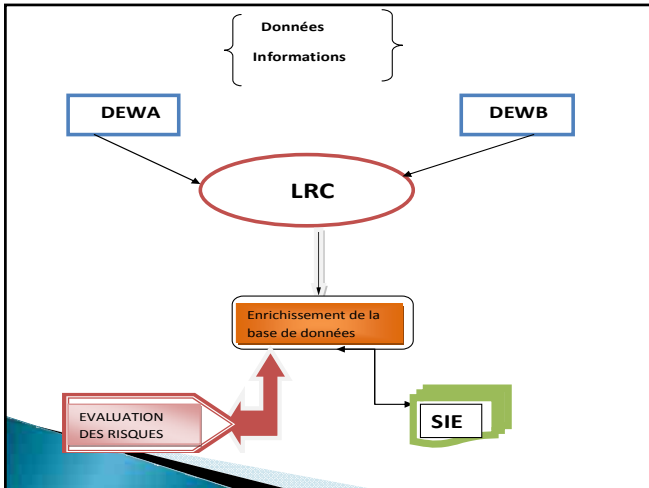 Données
Informations
DEWA
DEWB
LRC
Enrichissement de la
base de données
EVALUATION
DES RISQUES
SIE